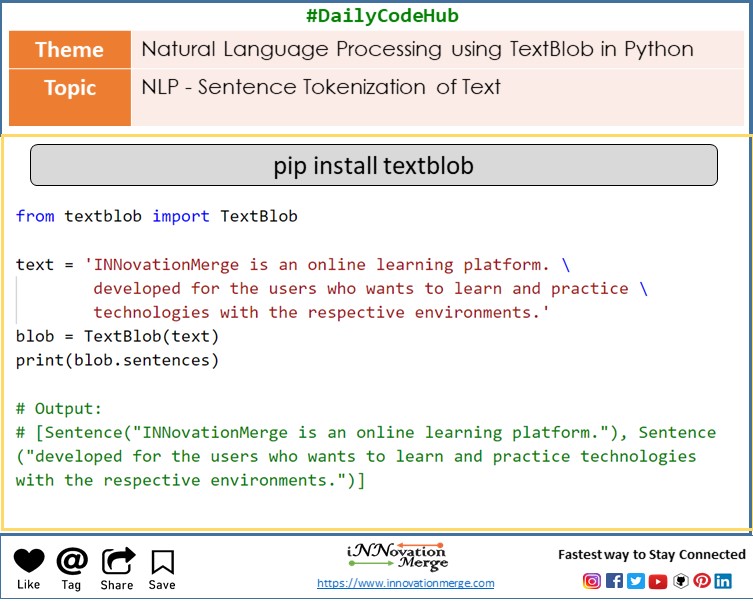 #DailyCodeHub
Theme
Natural Language Processing using TextBlob in Python
Topic
NLP - Sentence Tokenization of Text
pip install textblob
from textblob import TextBlob
text = 'INNovationMerge is an online learning platform. \
developed for the users who wants to learn and practice \
technologies with the respective environments.'
blob = TextBlob(text)
print(blob.sentences)
# Output:
# [Sentence("INNovationMerge is an online learning platform."), Sentence
("developed for the users who wants to learn and practice technologies
with the respective environments.")]
Like
Tag
Share
Save
iNNovation
Merge
https://www.innovationmerge.com
Fastest way to Stay Connected